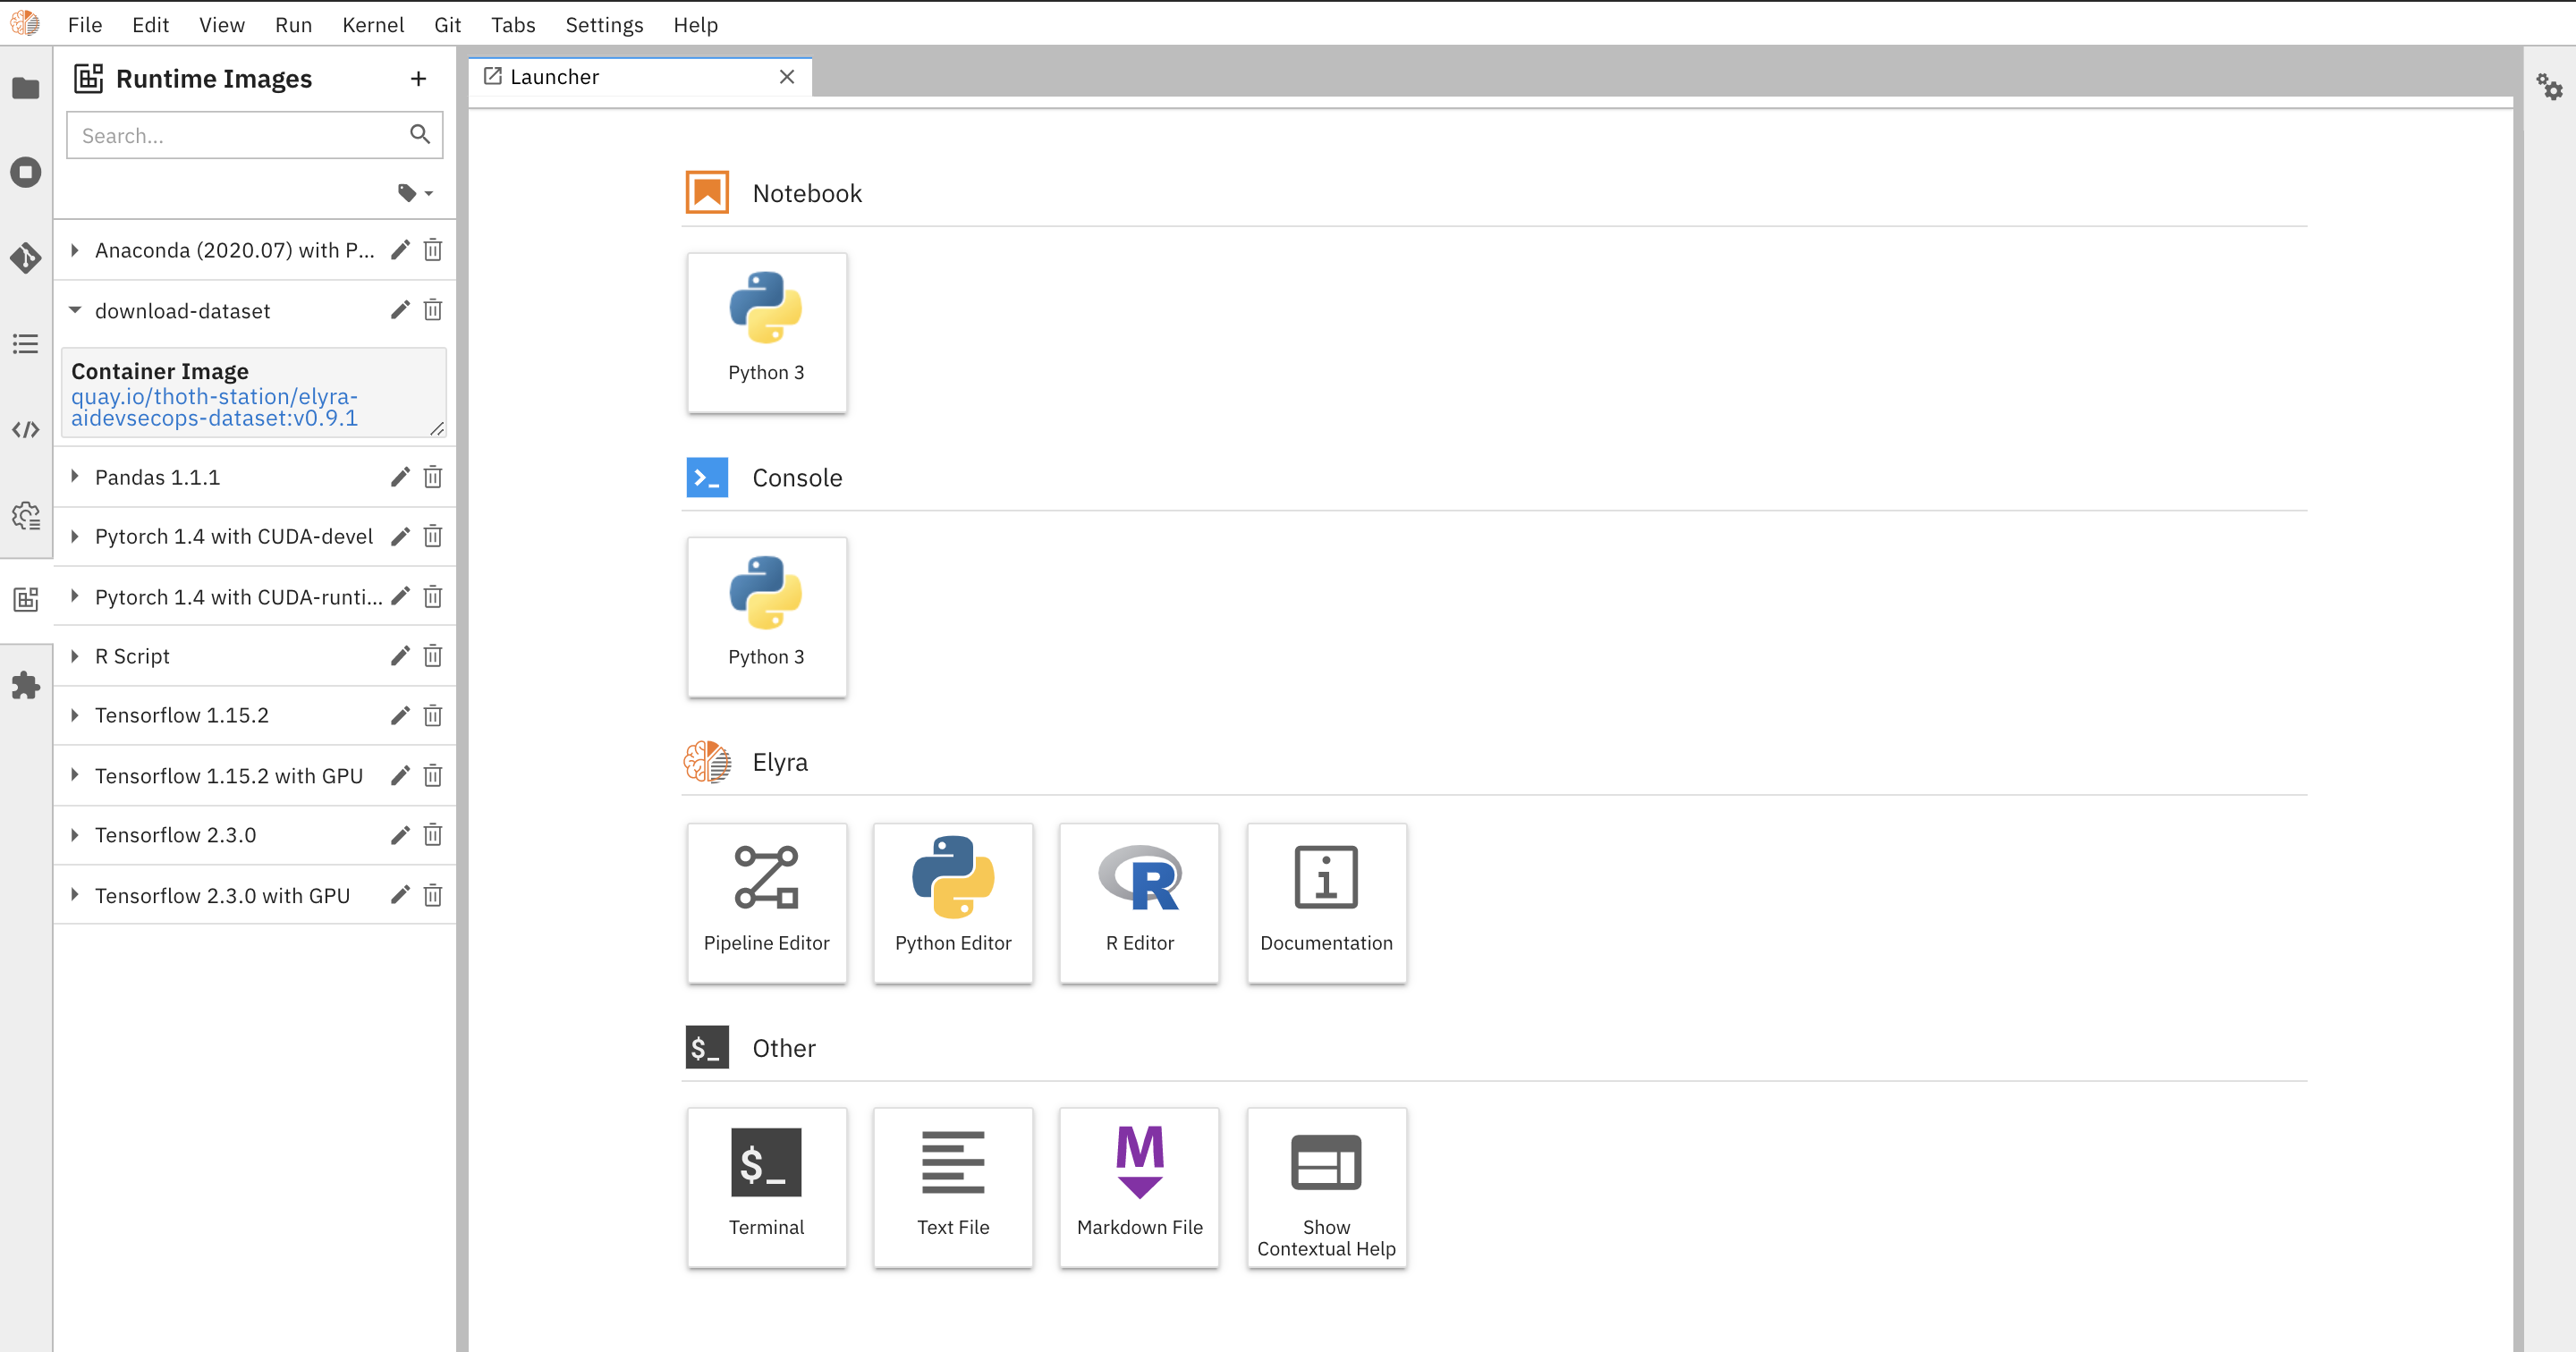 File Edit View Run Kernel Git Tabs Settings Help
Runtime Images
Search...
Anaconda (2020.07) with P...
download-dataset
Container Image
quay.io/thoth-station/elyra-
aidevsecops-dataset:v0.9.1
Pandas 1.1.1
Pytorch 1.4 with CUDA-devel
Pytorch 1.4 with CUDA-runti...
R Script
Tensorflow 1.15.2
Tensorflow 1.15.2 with GPU
Tensorflow 2.3.0
Tensorflow 2.3.0 with GPU
Launcher
Notebook
Python 3
Console
Python 3
Elyra
Pipeline Editor
Python Editor
R Editor
Documentation
$_ Other
$_
Terminal
Text File
M
Markdown File
Show
Contextual Help